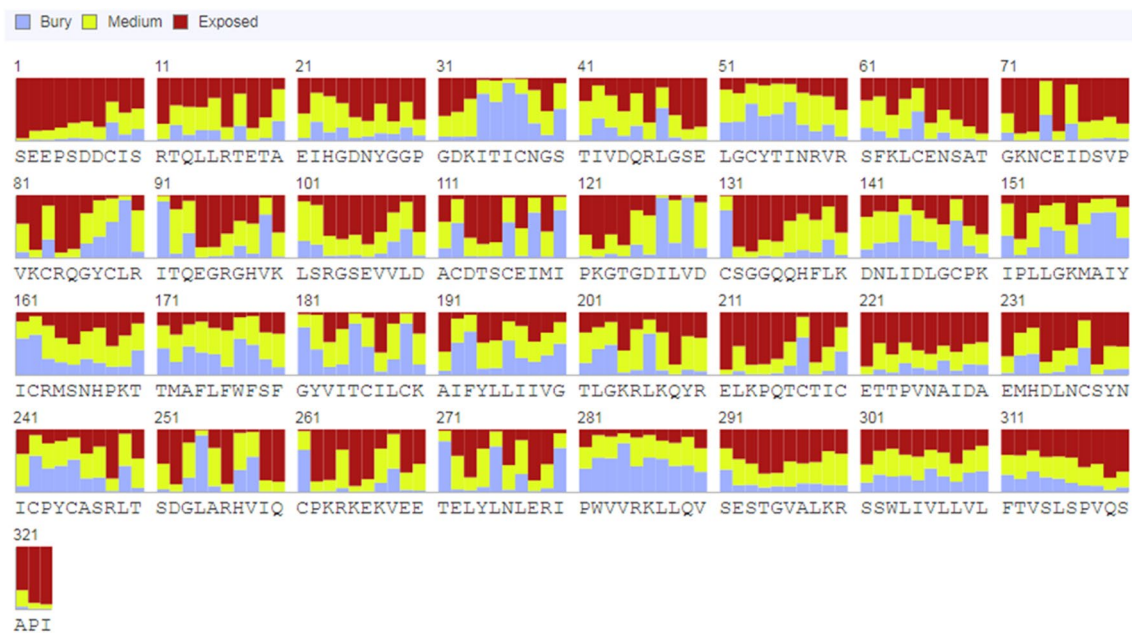 Bury Medium Exposed
1 11 21 31 41 51 61 71
SEEPSDDCIS RTQLLRTETA EIHGDNYGGP GDKITICNGS TIVDQRLGSE LGCYTINRVR SFKLCENSAT GKNCEIDSVP
81 91 101 111 121 131 141 151
VKCRQGYCLR ITQEGRGHVK LSRGSEVVLD ACDTSCEIMI PKGTGDILVD CSGGQQHFLK DNLIDLGCPK IPLLGKMAIY
161 171 181 191 201 211 221 231
ICRMSNHPKT TMAFLFWFSF GYVITCILCK AIFYLLIIVG TLGKRLKQYR ELKPQTCTIC ETTPVNAIDA EMHDLNCSYN
241 251 261 271 281 291 301 311
ICPYCASRLT SDGLARHVIQ CPKRKEKVEE TELYLNLERI PWVVRKLLQV SESTGVALKR SSWLIVLLVL FTVSLSPVQS
321
API